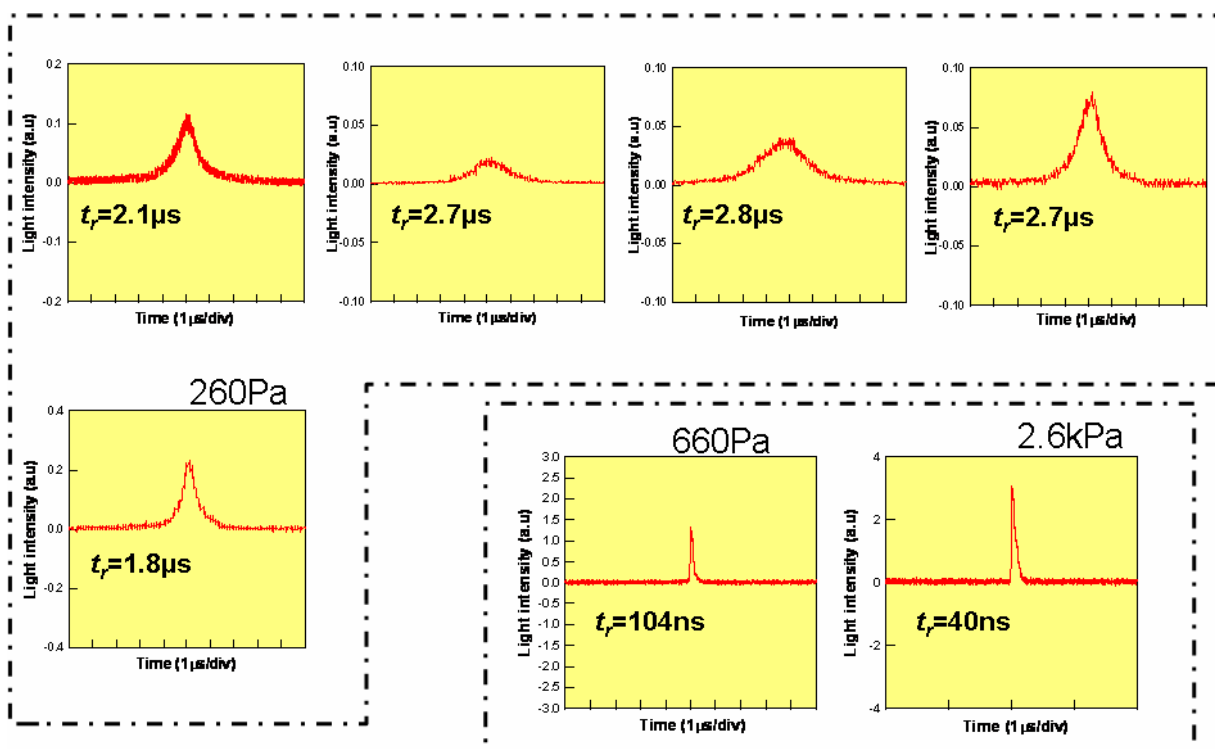 0.2
0.1
0.0
-0.1
-0.2
Light intensity (a.u)
tr=2.1µs
Time (1µs/div)
0.10
0.05
0.00
-0.05
-0.10
Light intensity (a.u)
tr=2.7µs
Time (1µs/div)
0.10
0.05
0.00
-0.05
-0.10
Light intensity (a.u)
tr=2.8µs
Time (1µs/div)
0.10
0.05
0.00
-0.05
-0.10
Light intensity (a.u)
tr=2.7µs
Time (1µs/div)
260Pa
0.4
0.2
0.0
-0.2
-0.4
Light intensity (a.u)
tr=1.8µs
Time (1µs/div)
660Pa
3.0
2.5
2.0
1.5
1.0
0.5
0.0
-0.5
-1.0
-1.5
-2.0
-2.5
-3.0
Light intensity (a.u)
tr=104ns
Time (1µs/div)
2.6kPa
4
2
0
-2
-4
Light intensity (a.u)
tr=40ns
Time (1µs/div)